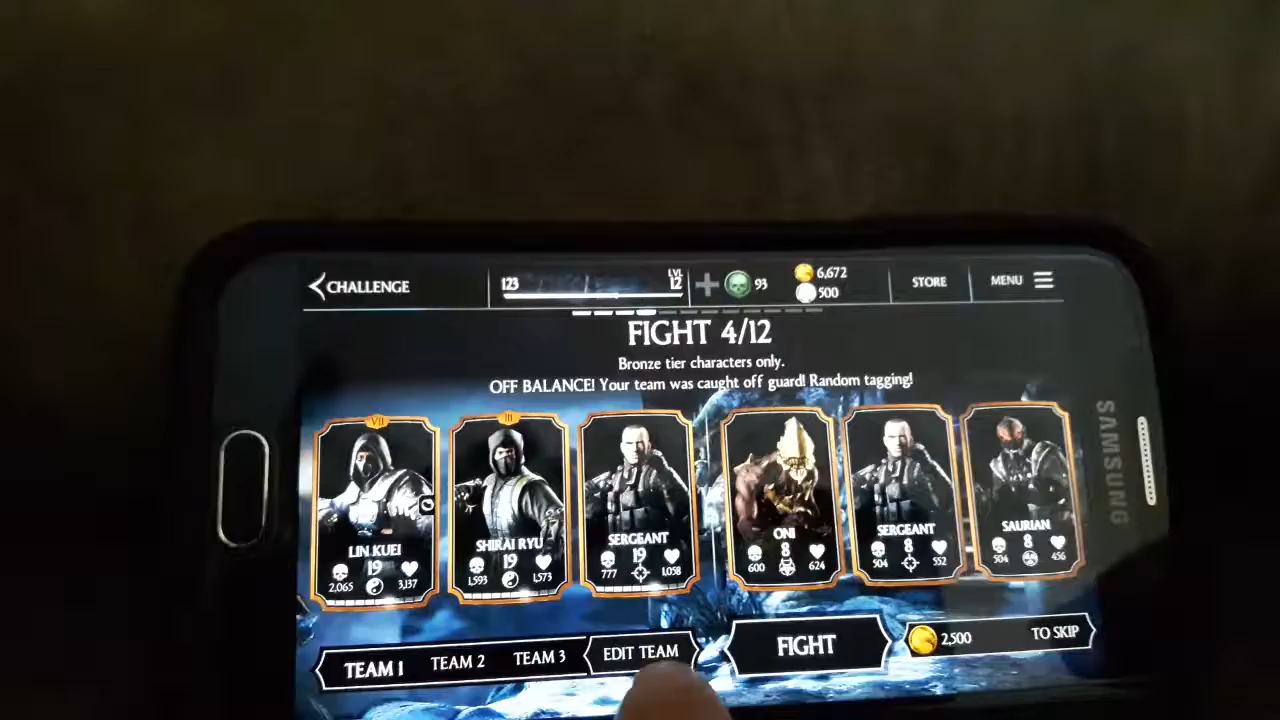 CHALLENGE
123
LVL
12
93
6,672
500
STORE
MENU
FIGHT 4/12
Bronze tier characters only.
OFF BALANCE! Your team was caught off guard! Random tagging!
VII
LIN KUEI
19
2,065
3,137
III
SHIRAI RYU
19
1,593
1,573
SERGEANT
19
777
1,058
ONI
8
600
624
SERGEANT
8
504
552
SAURIAN
8
504
456
TEAM 1
TEAM 2
TEAM 3
EDIT TEAM
FIGHT
2,500
TO SKIP
SAMSUNG